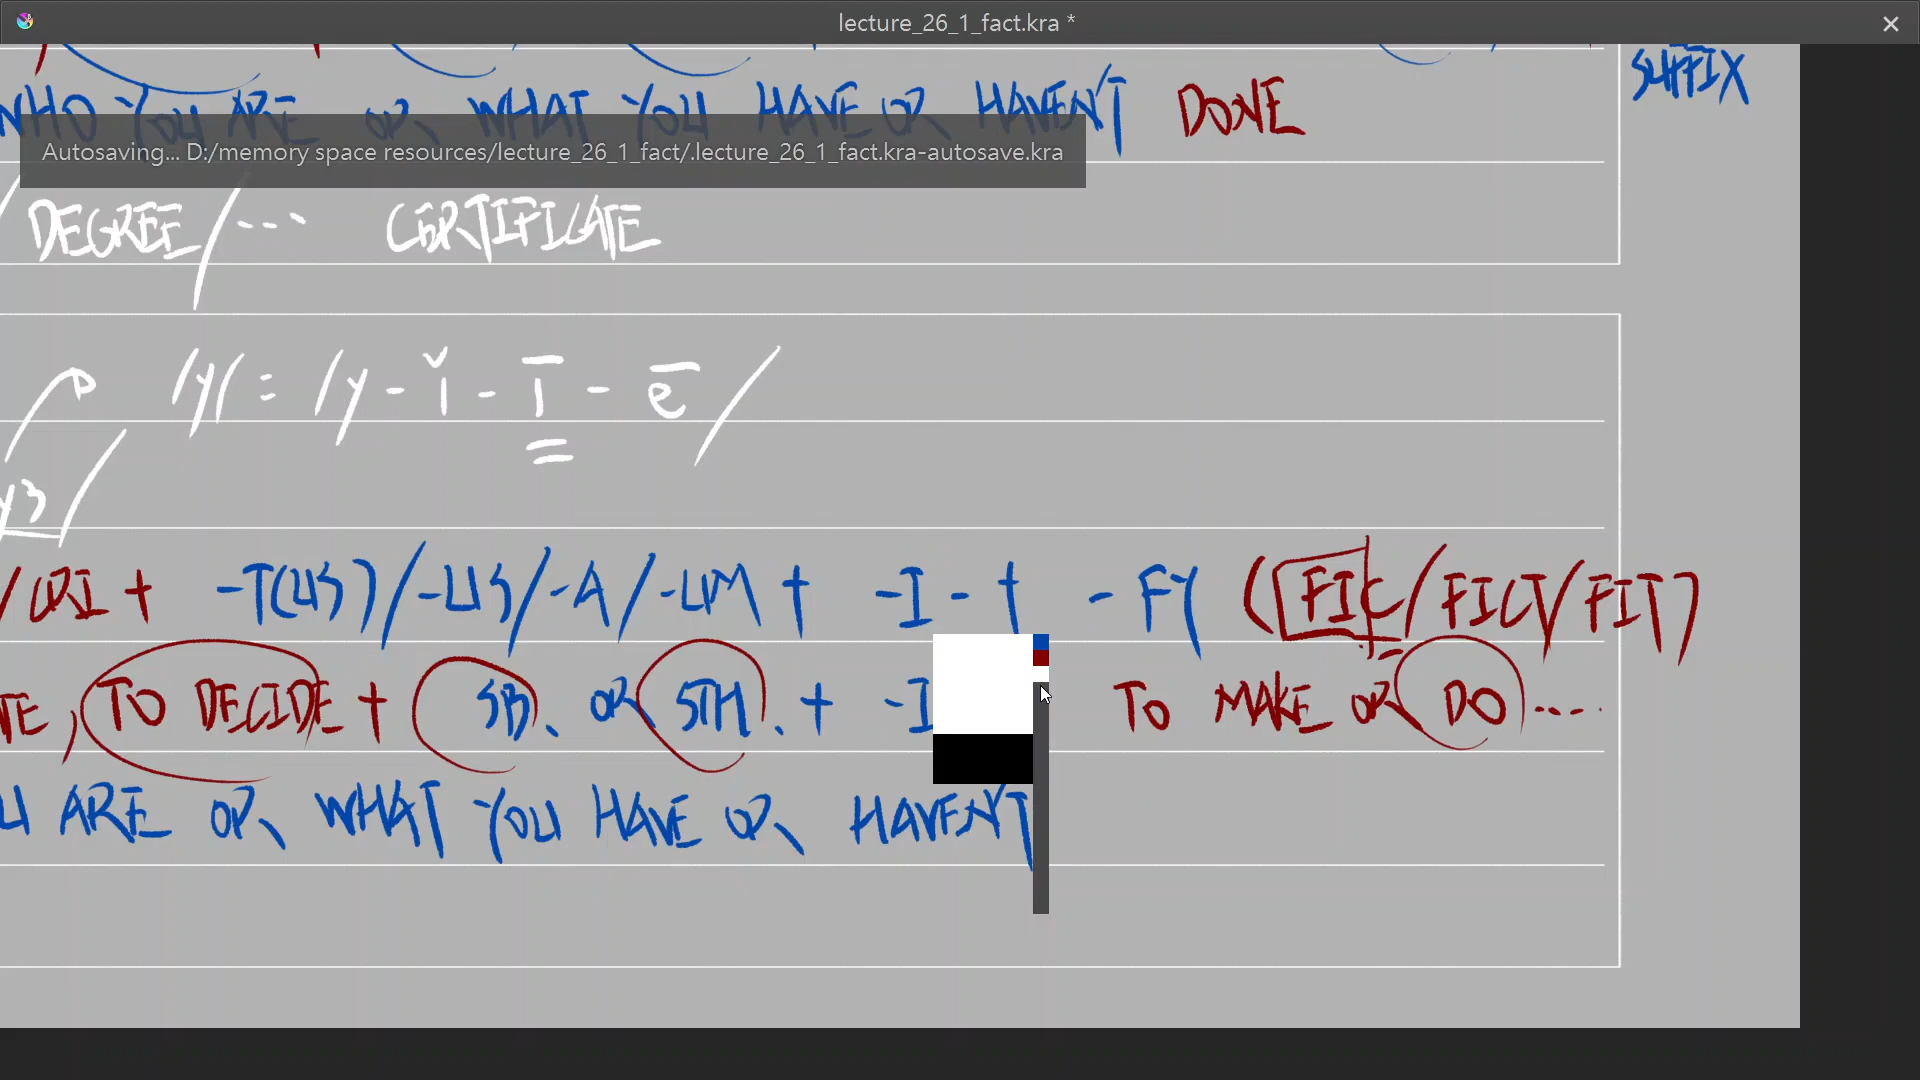 lecture_26_1_fact.kra *
SUFFIX
WHO YOU ARE OR WHAT YOU HAVE OR HAVEN'T DONE
Autosaving... D:/memory space resources/lecture_26_1_fact/.lecture_26_1_fact.kra-autosave.kra
DEGREE/... CERTIFICATE
/y/ = /y - ĭ - ī - ē/
/CRI + -T(US)/-US/-A/-UM + -I- + -FY (FIC/FICT/FIT)
TO DECIDE + SB. OR STH. + -I TO MAKE OR DO ....
ARE OR WHAT YOU HAVE OR HAVEN'T